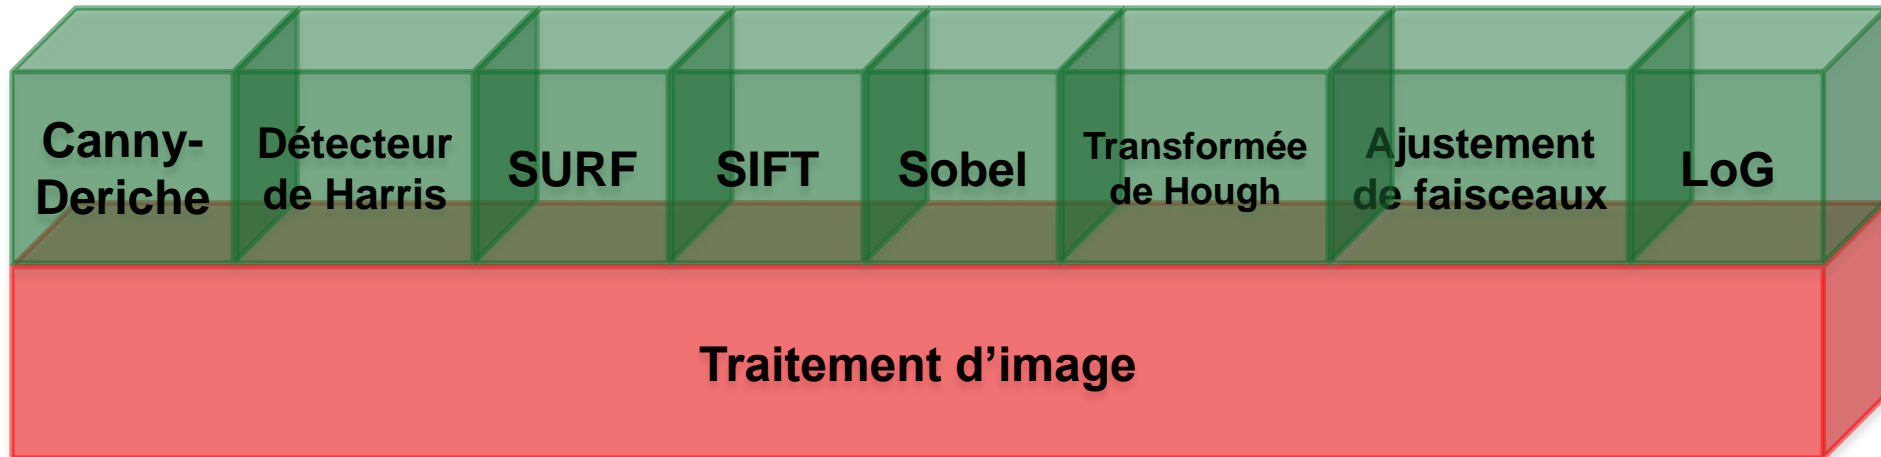 Canny-
Deriche
Détecteur
de Harris
SURF
SIFT
Sobel
Transformée
de Hough
Ajustement
de faisceaux
LoG
Traitement d’image